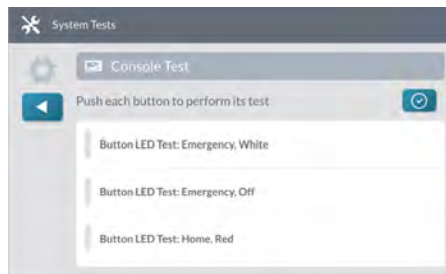 System Tests
Console Test
Push each button to perform its test
Button LED Test: Emergency, White
Button LED Test: Emergency, Off
Button LED Test: Home, Red